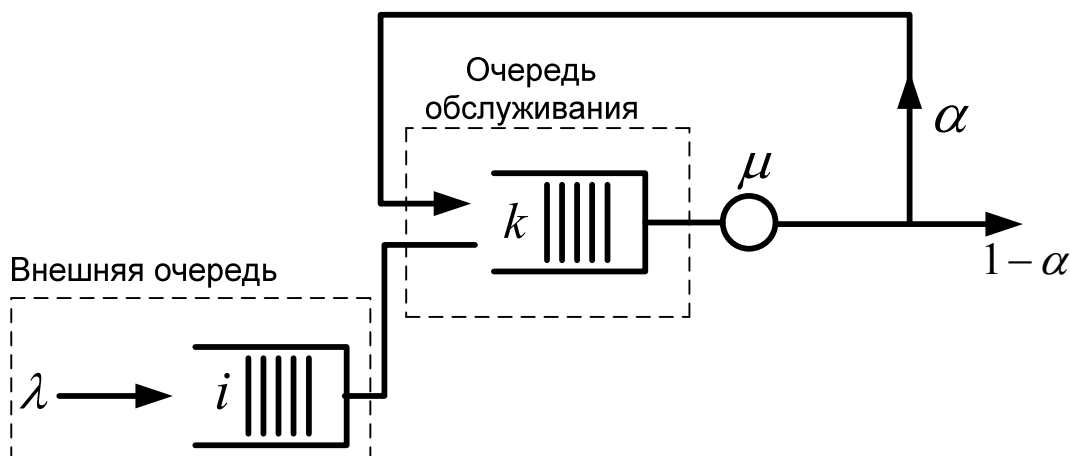 Очередь
обслуживания
α
μ
k
1−α
Внешняя очередь
λ
i